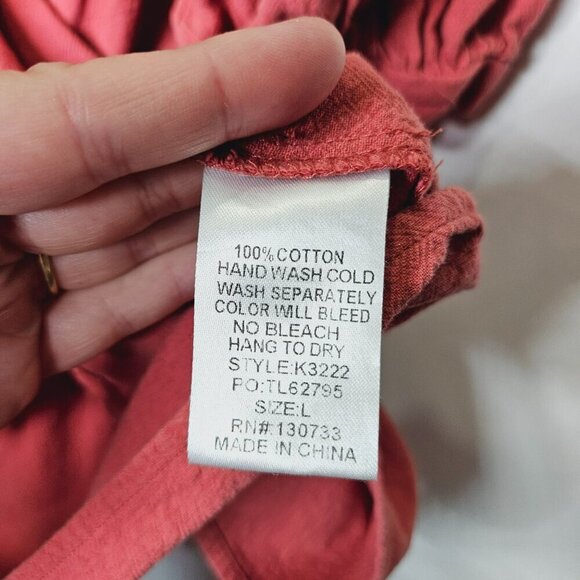 100% COTTON
HAND WASH COLD
WASH SEPARATELY
COLOR WILL BLEED
NO BLEACH
HANG TO DRY
STYLE:K3222
PO:TL62795
SIZE:L
RN#:130733
MADE IN CHINA